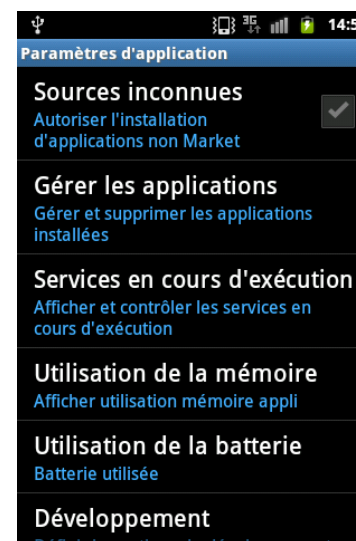 3G 14:5
Paramètres d'application
Sources inconnues
Autoriser l'installation
d'applications non Market
Gérer les applications
Gérer et supprimer les applications
installées
Services en cours d'exécution
Afficher et contrôler les services en
cours d'exécution
Utilisation de la mémoire
Afficher utilisation mémoire appli
Utilisation de la batterie
Batterie utilisée
Développement